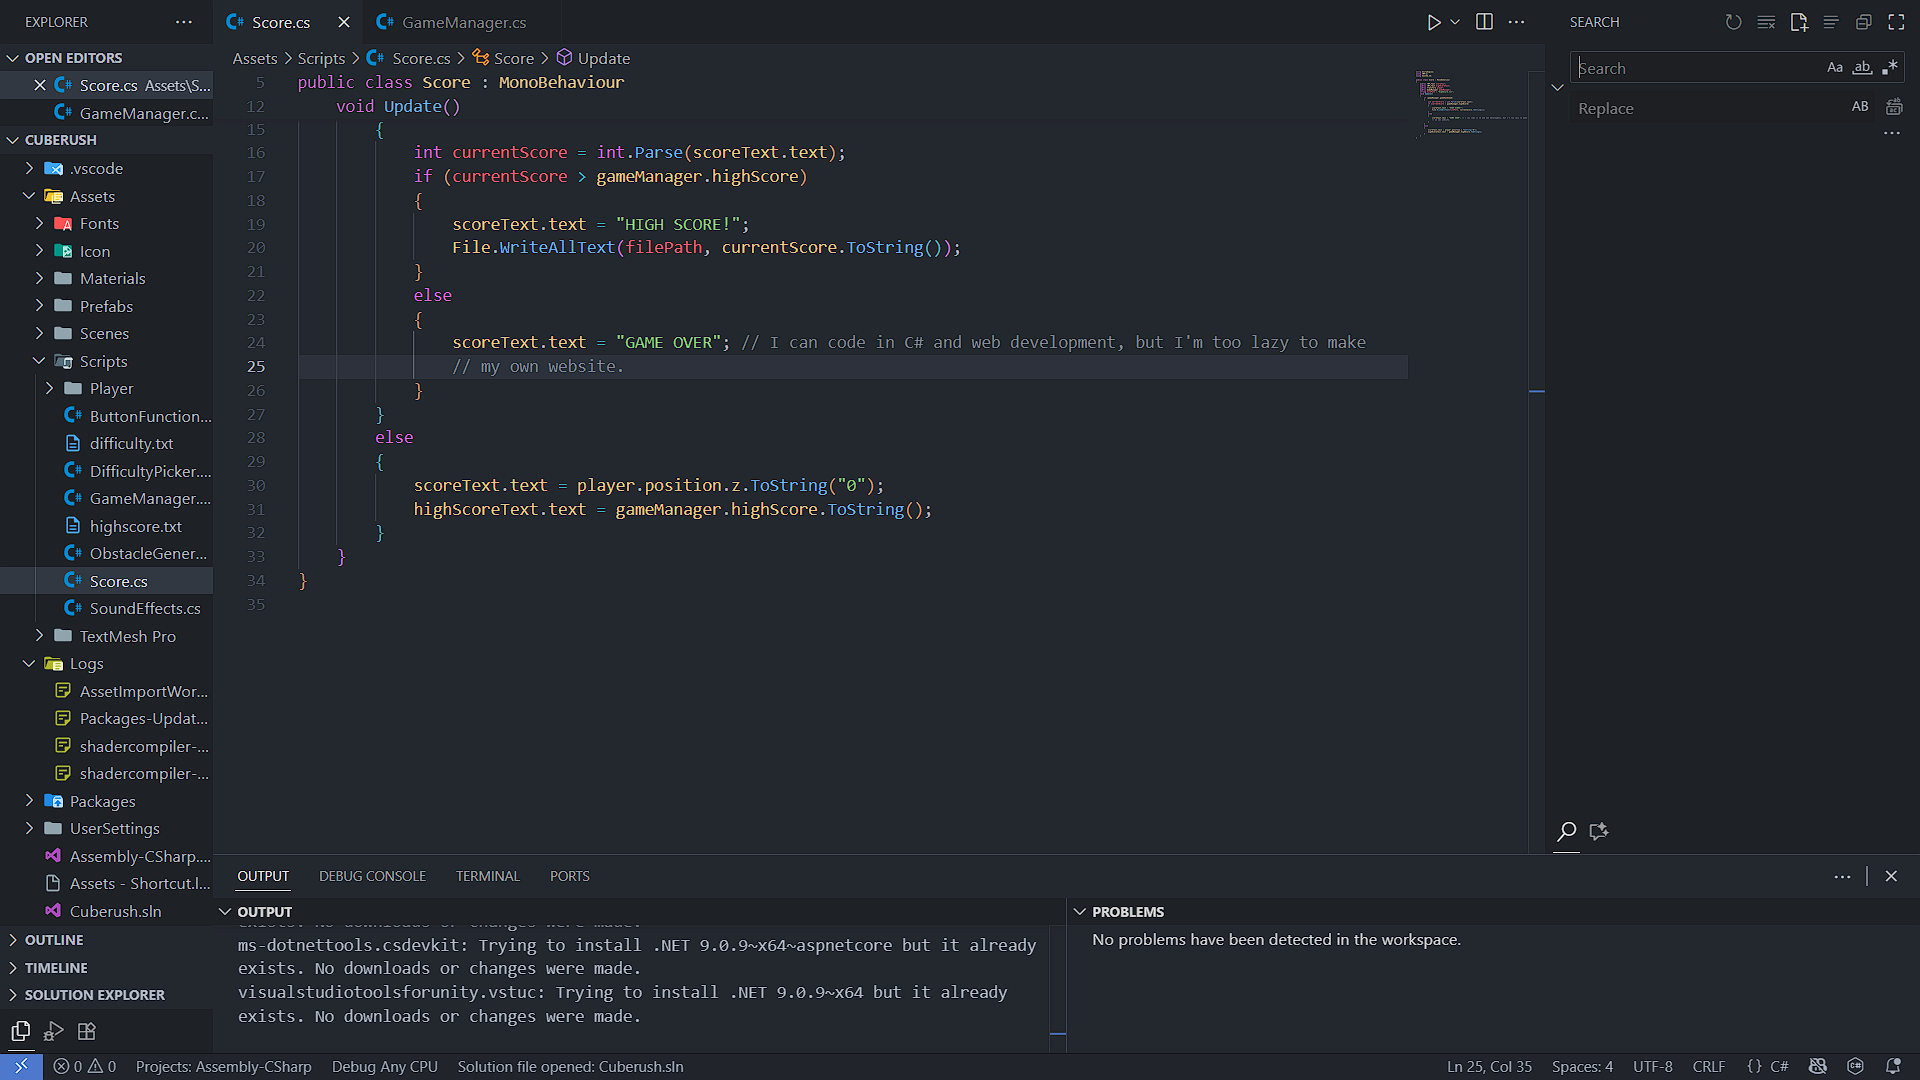 EXPLORER
OPEN EDITORS
Score.cs Assets\S...
GameManager.c...
CUBERUSH
.vscode
Assets
Fonts
Icon
Materials
Prefabs
Scenes
Scripts
Player
ButtonFunction...
difficulty.txt
DifficultyPicker....
GameManager....
highscore.txt
ObstacleGener...
Score.cs
SoundEffects.cs
TextMesh Pro
Logs
AssetImportWor...
Packages-Updat...
shadercompiler-...
shadercompiler-...
Packages
UserSettings
Assembly-CSharp....
Assets - Shortcut.l...
Cuberush.sln
OUTLINE
TIMELINE
SOLUTION EXPLORER
Score.cs
GameManager.cs
Assets > Scripts > Score.cs > Score > Update
5 public class Score : MonoBehaviour
12 void Update()
15 {
16 int currentScore = int.Parse(scoreText.text);
17 if (currentScore > gameManager.highScore)
18 {
19 scoreText.text = "HIGH SCORE!";
20 File.WriteAllText(filePath, currentScore.ToString());
21 }
22 else
23 {
24 scoreText.text = "GAME OVER"; // I can code in C# and web development, but I'm too lazy to make
25 // my own website.
26 }
27 }
28 else
29 {
30 scoreText.text = player.position.z.ToString("0");
31 highScoreText.text = gameManager.highScore.ToString();
32 }
33 }
34 }
35
SEARCH
Search Aa ab
Replace AB
OUTPUT DEBUG CONSOLE TERMINAL PORTS
OUTPUT
exists. No downloads or changes were made.
ms-dotnettools.csdevkit: Trying to install .NET 9.0.9~x64~aspnetcore but it already
exists. No downloads or changes were made.
visualstudiotoolsforunity.vstuc: Trying to install .NET 9.0.9~x64 but it already
exists. No downloads or changes were made.
PROBLEMS
No problems have been detected in the workspace.
0 0 Projects: Assembly-CSharp Debug Any CPU Solution file opened: Cuberush.sln
Ln 25, Col 35 Spaces: 4 UTF-8 CRLF {} C#